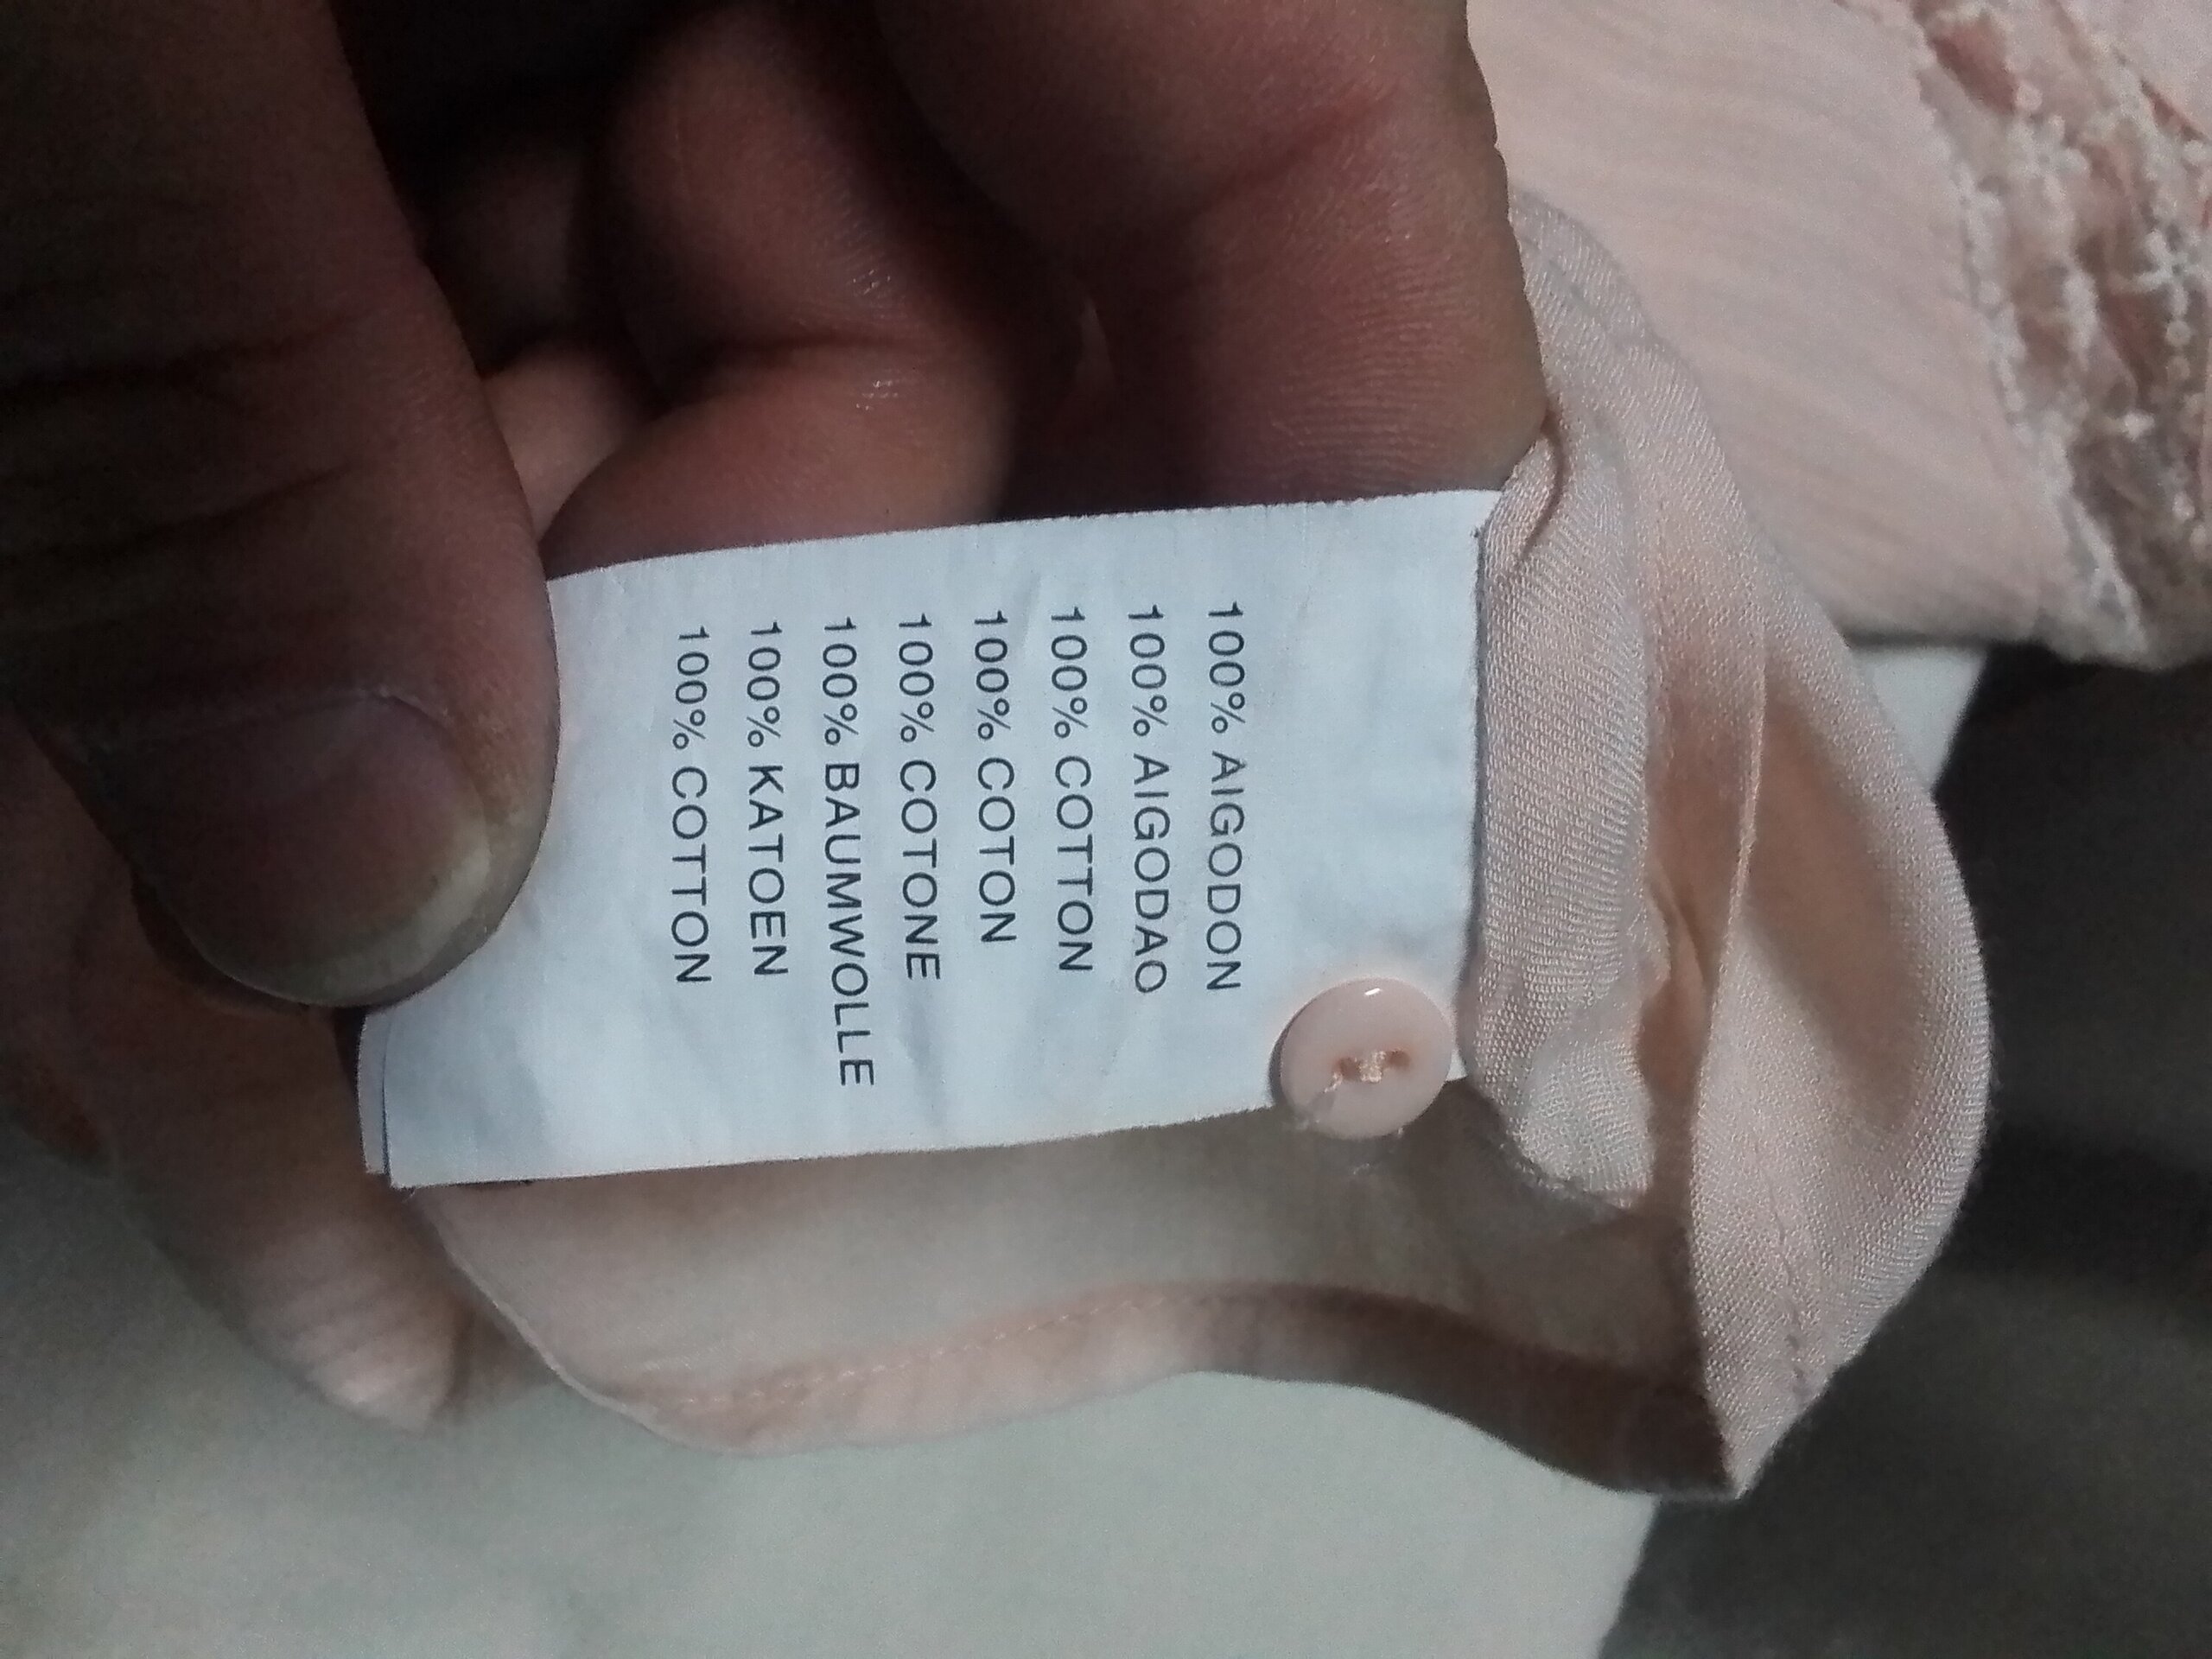 100% AIGODON
100% AIGODAO
100% COTTON
100% COTON
100% COTONE
100% BAUMWOLLE
100% KATOEN
100% COTTON